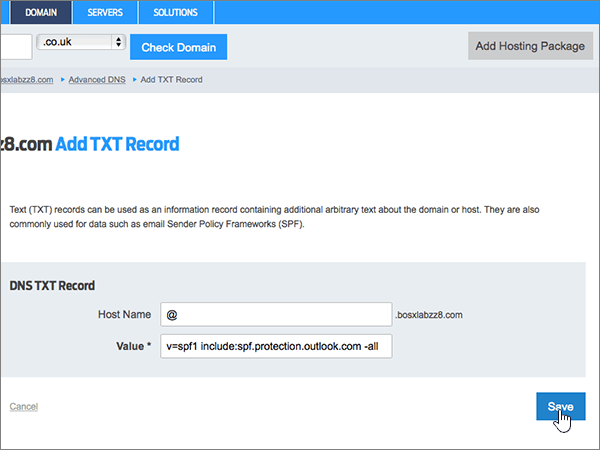 DOMAIN SERVERS SOLUTIONS
.co.uk Check Domain Add Hosting Package
bosxlabzz8.com Advanced DNS Add TXT Record
zz8.com Add TXT Record
Text (TXT) records can be used as an information record containing additional arbitrary text about the domain or host. They are also
commonly used for data such as email Sender Policy Frameworks (SPF).
DNS TXT Record
Host Name @ .bosxlabzz8.com
Value * v=spf1 include:spf.protection.outlook.com -all
Cancel Save